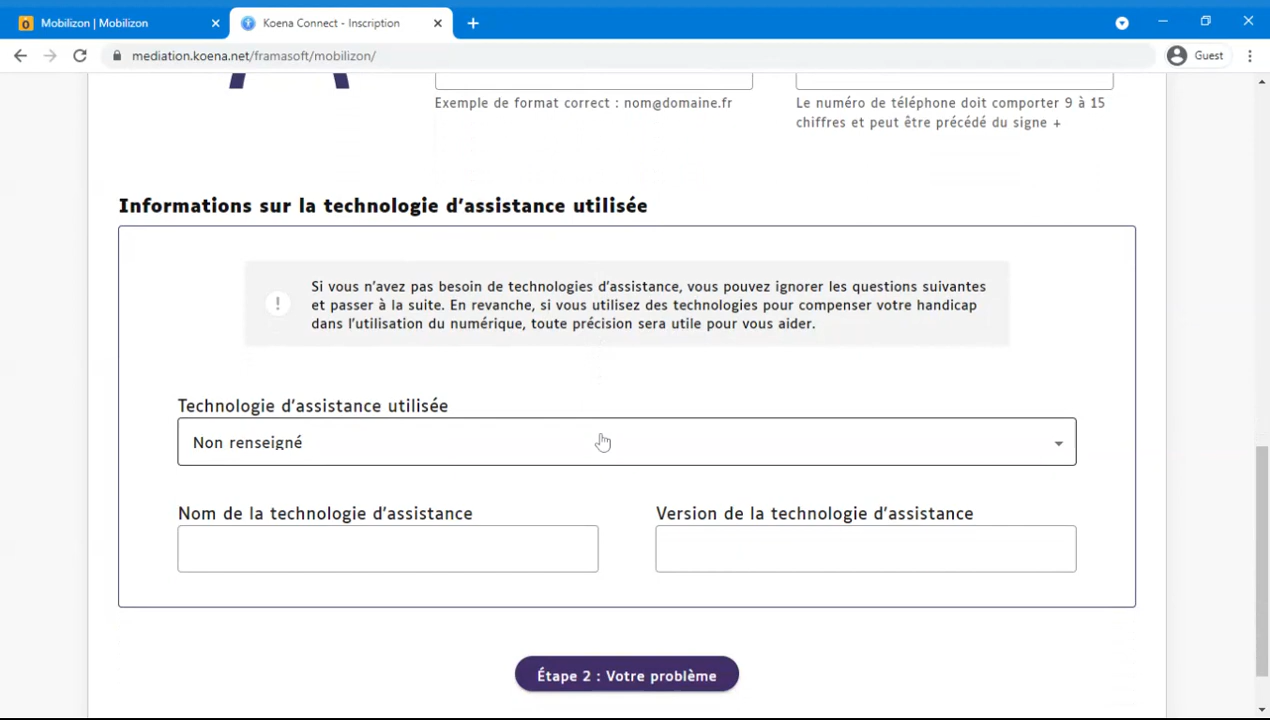 Mobilizon | Mobilizon
Koena Connect - Inscription
mediation.koena.net/framasoft/mobilizon/
Guest
Exemple de format correct : nom@domaine.fr
Le numéro de téléphone doit comporter 9 à 15
chiffres et peut être précédé du signe +
Informations sur la technologie d'assistance utilisée
!
Si vous n'avez pas besoin de technologies d'assistance, vous pouvez ignorer les questions suivantes
et passer à la suite. En revanche, si vous utilisez des technologies pour compenser votre handicap
dans l'utilisation du numérique, toute précision sera utile pour vous aider.
Technologie d'assistance utilisée
Non renseigné
Nom de la technologie d'assistance
Version de la technologie d'assistance
Étape 2 : Votre problème